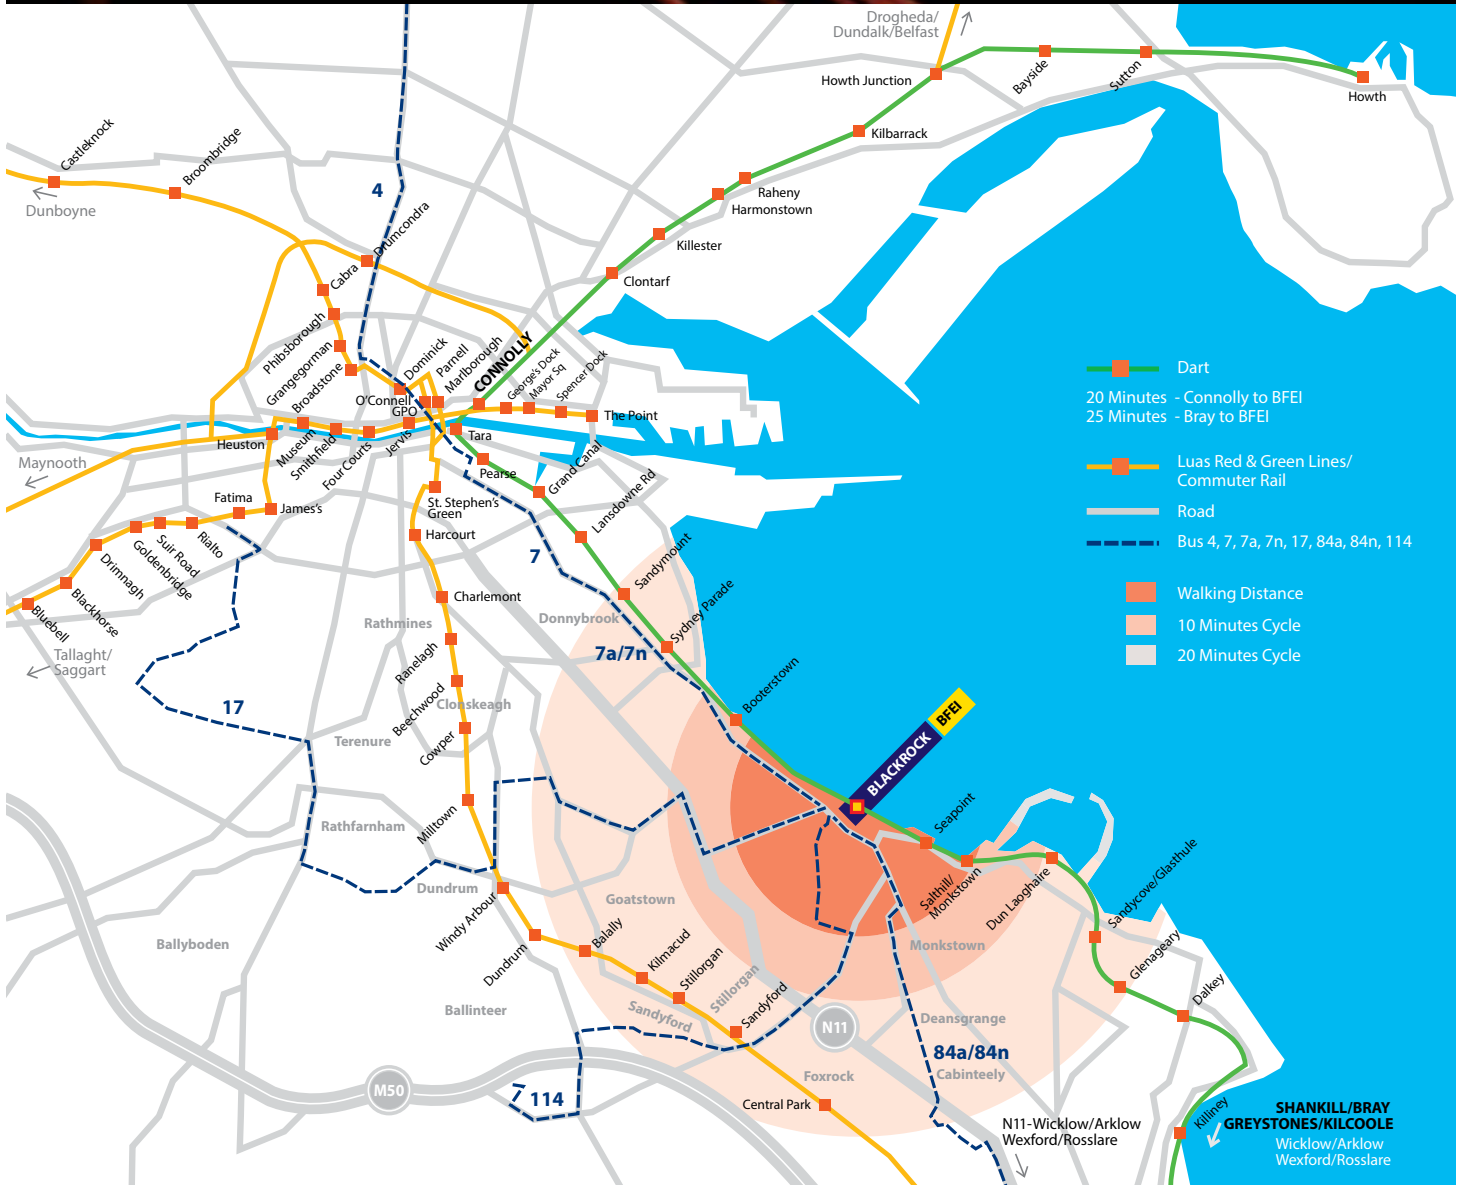 Drogheda/
Dundalk/Belfast
Howth Junction
Bayside
Sutton
Howth
Kilbarrack
Raheny
Harmonstown
Killester
Clontarf
Castleknock
Broombridge
Dunboyne
4
Drumcondra
Cabra
Phibsborough
Grangegorman
Broadstone
Dominick
Parnell
Marlborough
CONNOLLY
George's Dock
Mayor Sq
Spencer Dock
The Point
O'Connell
GPO
Heuston
Museum
Smithfield
Four Courts
Jervis
Tara
Pearse
Grand Canal
Lansdowne Rd
Maynooth
Fatima
James's
St. Stephen's
Green
Harcourt
Rialto
Suir Road
Goldenbridge
Drimnagh
Blackhorse
Bluebell
Tallaght/
Saggart
Charlemont
Rathmines
Ranelagh
Beechwood
Clonskeagh
Cowper
Terenure
Milltown
17
7
Donnybrook
7a/7n
Sandymount
Sydney Parade
Booterstown
BLACKROCK
BFEI
Seapoint
Salthill/
Monkstown
Dun Laoghaire
Sandycove/Glasthule
Glenageary
Dalkey
Killiney
Rathfarnham
Dundrum
Windy Arbour
Goatstown
Ballyboden
Dundrum
Balally
Kilmacud
Stillorgan
Stillorgan
Sandyford
Sandyford
Monkstown
Ballinteer
N11
Deansgrange
84a/84n
Cabinteely
Foxrock
M50
114
Central Park
N11-Wicklow/Arklow
Wexford/Rosslare
SHANKILL/BRAY
GREYSTONES/KILCOOLE
Wicklow/Arklow
Wexford/Rosslare
Dart
20 Minutes - Connolly to BFEI
25 Minutes - Bray to BFEI
Luas Red & Green Lines/
Commuter Rail
Road
Bus 4, 7, 7a, 7n, 17, 84a, 84n, 114
Walking Distance
10 Minutes Cycle
20 Minutes Cycle